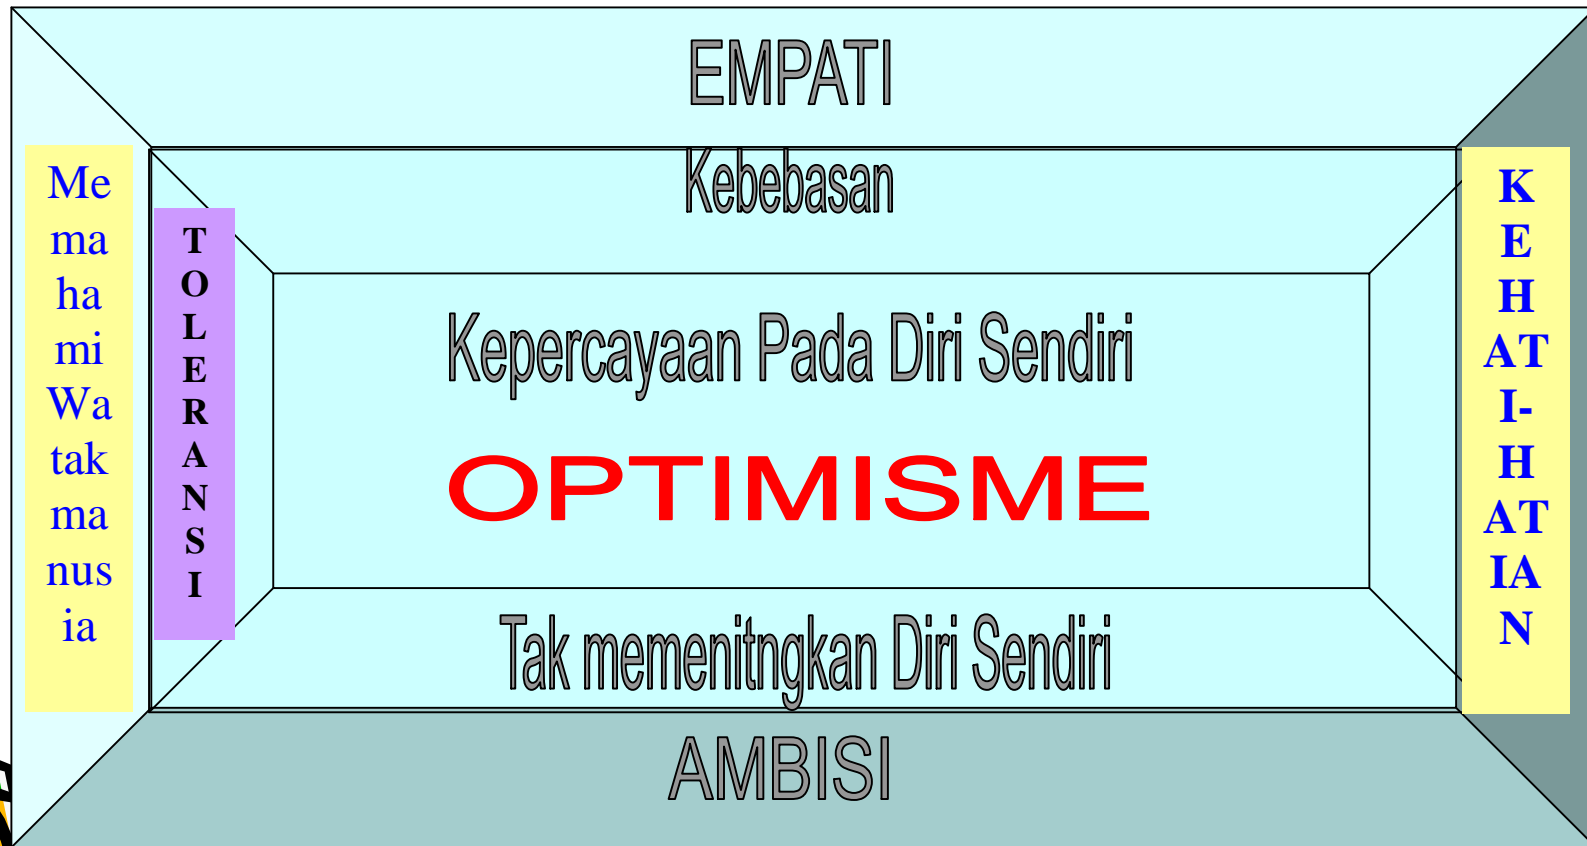 EMPATI
Kebebasan
Me
ma
ha
mi
Wa
tak
ma
nus
ia
T
O
L
E
R
A
N
S
I
Kepercayaan Pada Diri Sendiri
OPTIMISME
Tak memenitngkan Diri Sendiri
AMBISI
K
E
H
AT
I-
H
AT
IA
N